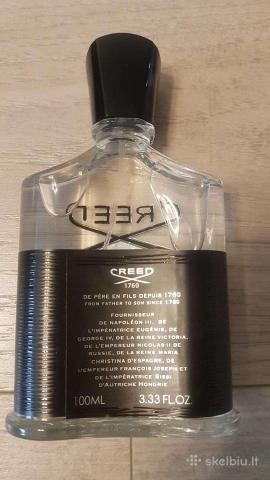 CREED
CREED
1760
DE PÈRE EN FILS DEPUIS 1760
FROM FATHER TO SON SINCE 1760
FOURNISSEUR
DE NAPOLÉON III, DE
L'IMPÉRATRICE EUGÉNIE, DE
GEORGE IV, DE LA REINE VICTORIA,
DE L'EMPEREUR NICOLAS II DE
RUSSIE, DE LA REINE MARIA
CHRISTINA D'ESPAGNE, DE
L'EMPEREUR FRANÇOIS JOSEPH ET
DE L'IMPÉRATRICE SISSI
D'AUTRICHE HONGRIE
100ML 3.33 FL.OZ.
skelbiu.lt